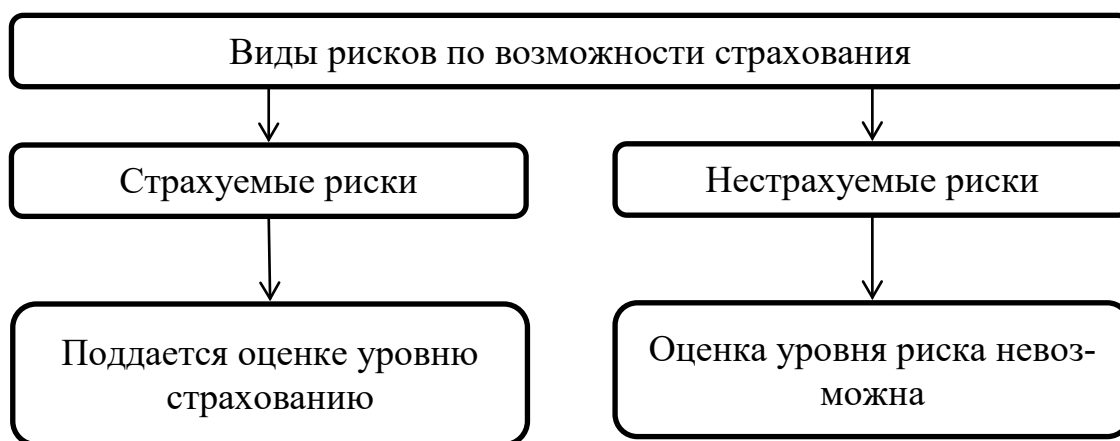 Виды рисков по возможности страхования
Страхуемые риски
Нестрахуемые риски
Поддается оценке уровню
страхованию
Оценка уровня риска невоз-
можна